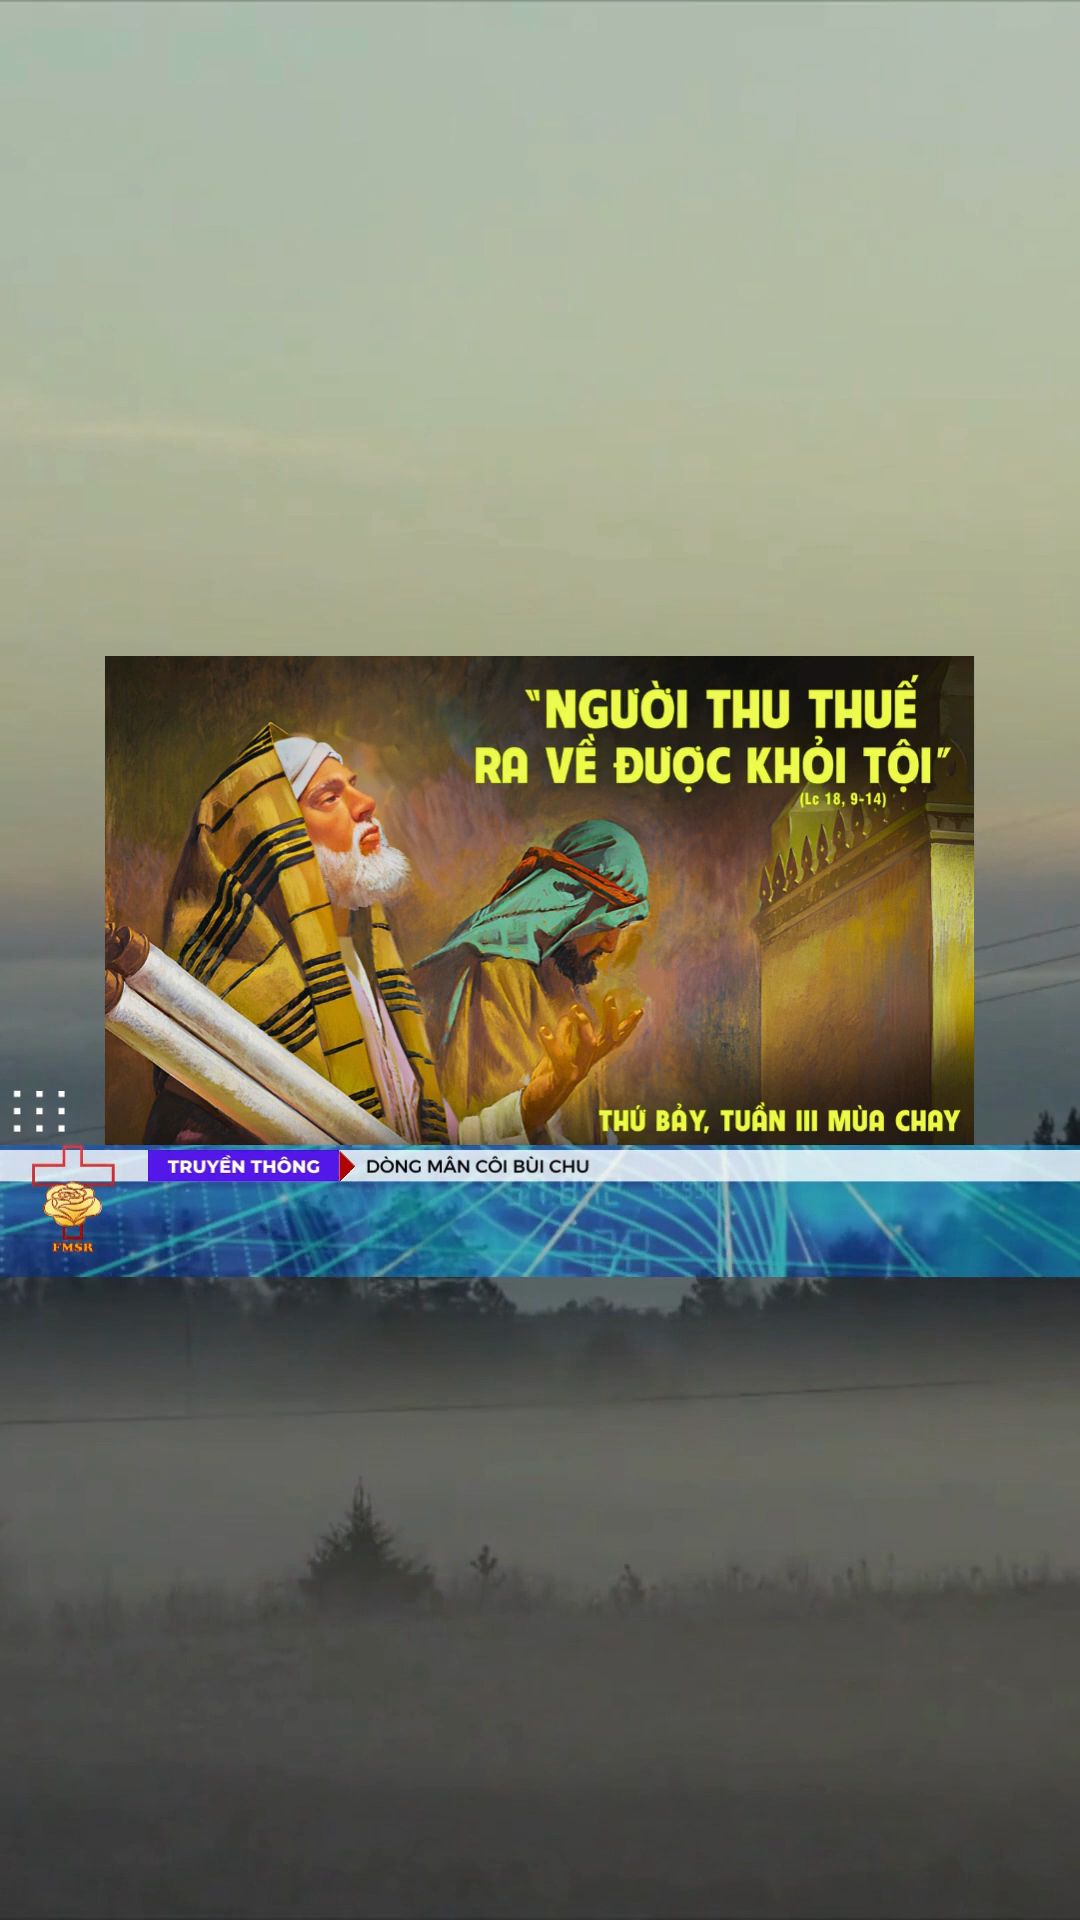 “NGƯỜI THU THUẾ
RA VỀ ĐƯỢC KHỎI TỘI”
(Lc 18, 9-14)
THỨ BẢY, TUẦN III MÙA CHAY
TRUYỀN THÔNG DÒNG MÂN CÔI BÙI CHU
FMSR